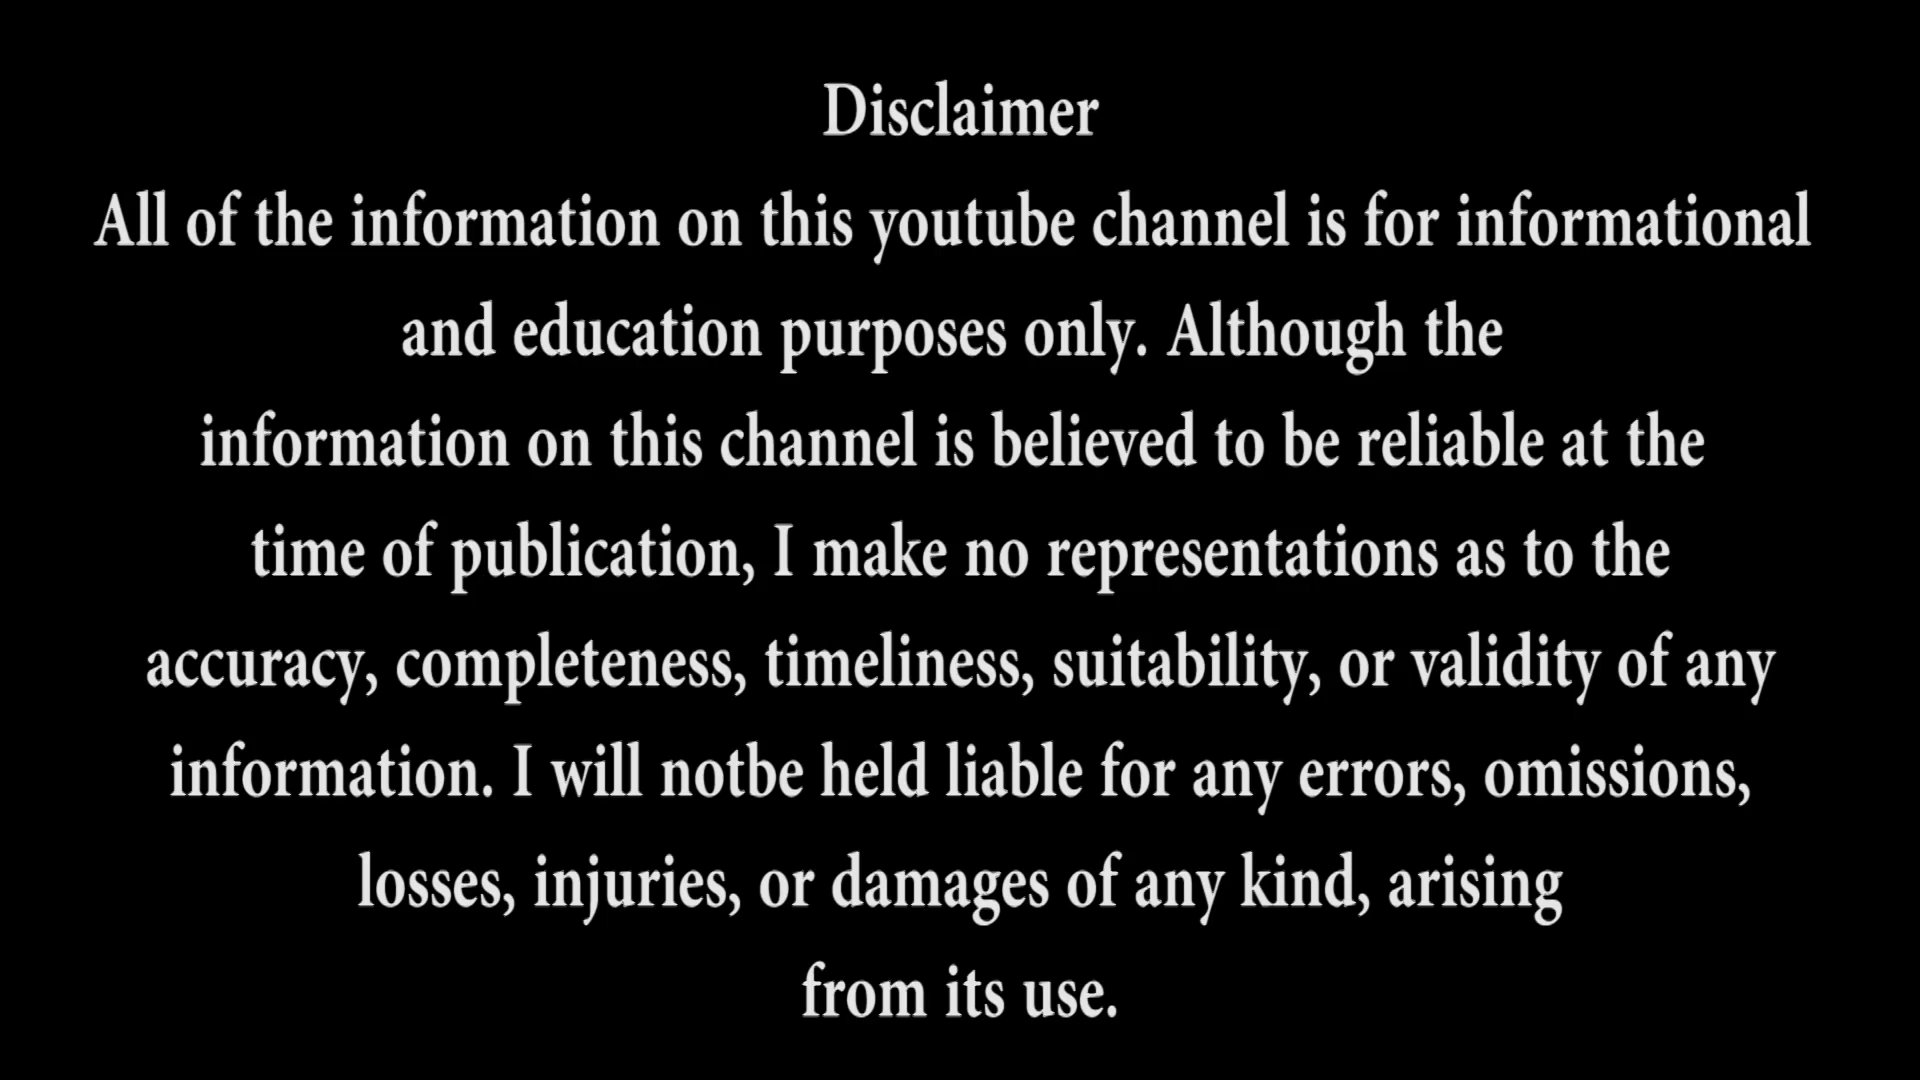 Disclaimer
All of the information on this youtube channel is for informational
and education purposes only. Although the
information on this channel is believed to be reliable at the
time of publication, I make no representations as to the
accuracy, completeness, timeliness, suitability, or validity of any
information. I will notbe held liable for any errors, omissions,
losses, injuries, or damages of any kind, arising
from its use.